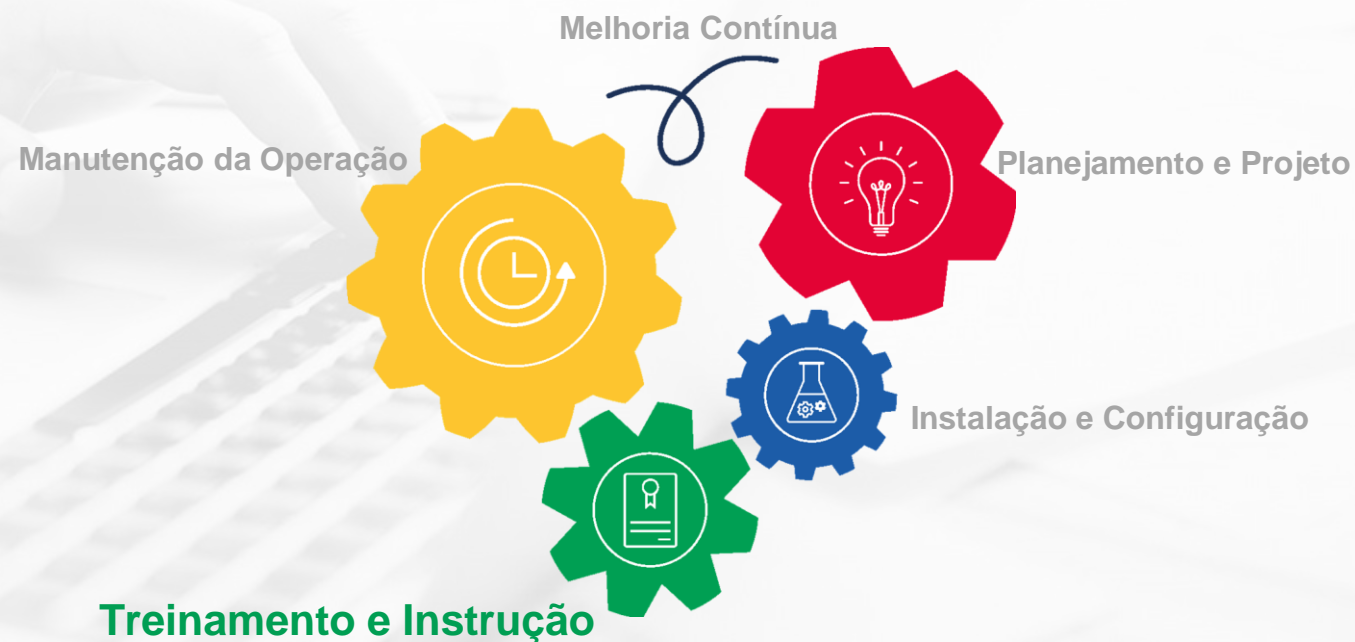 Melhoria Contínua
Manutenção da Operação
Planejamento e Projeto
Instalação e Configuração
Treinamento e Instrução